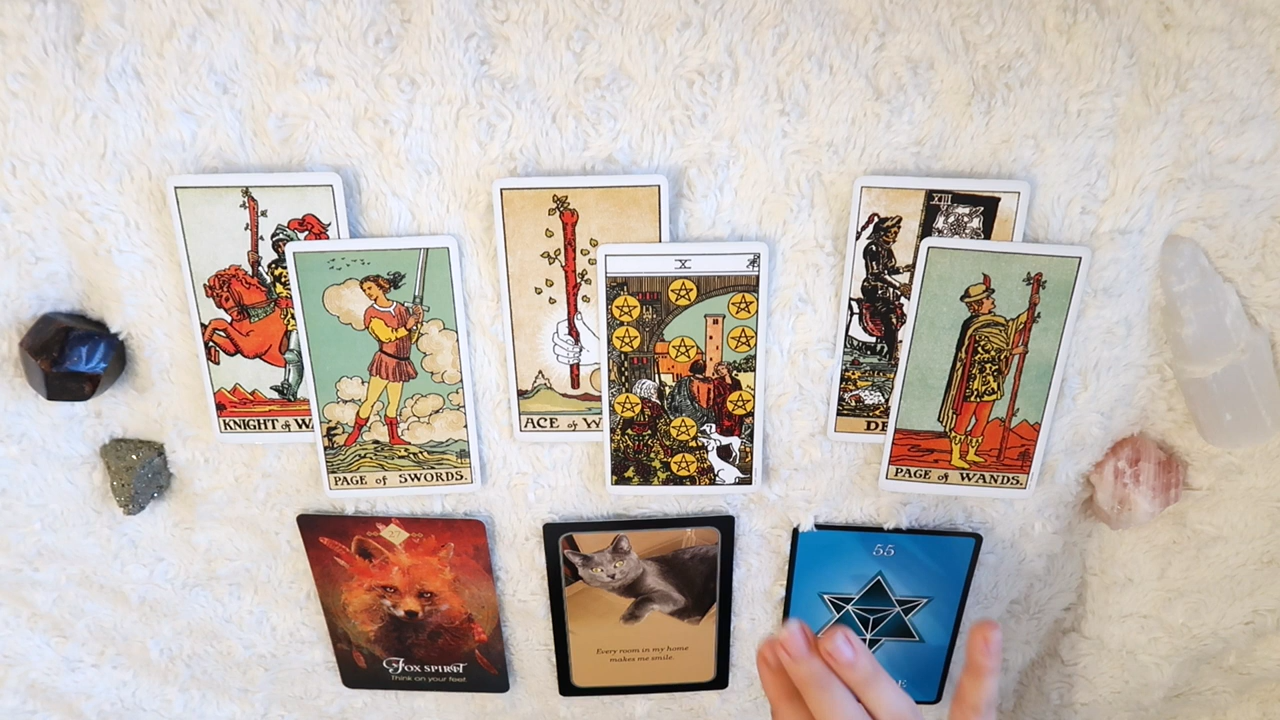 KNIGHT of
PAGE of SWORDS.
ACE of
X
XIII
PAGE of WANDS.
27
FOX SPIRIT
Think on your feet
Every room in my home
makes me smile.
55